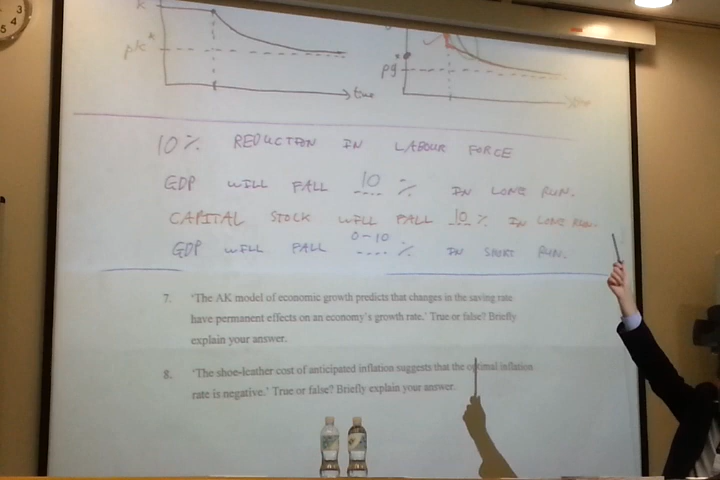 3
4
5
k
pk*
time
py*
10% REDUCTION IN LABOUR FORCE
GDP WILL FALL 10 % IN LONG RUN.
CAPITAL STOCK WILL FALL 10 % IN LONG RUN.
0-10
GDP WILL FALL % IN SHORT RUN.
7. 'The AK model of economic growth predicts that changes in the saving rate
have permanent effects on an economy's growth rate.' True or false? Briefly
explain your answer.
8. 'The shoe-leather cost of anticipated inflation suggests that the optimal inflation
rate is negative.' True or false? Briefly explain your answer.